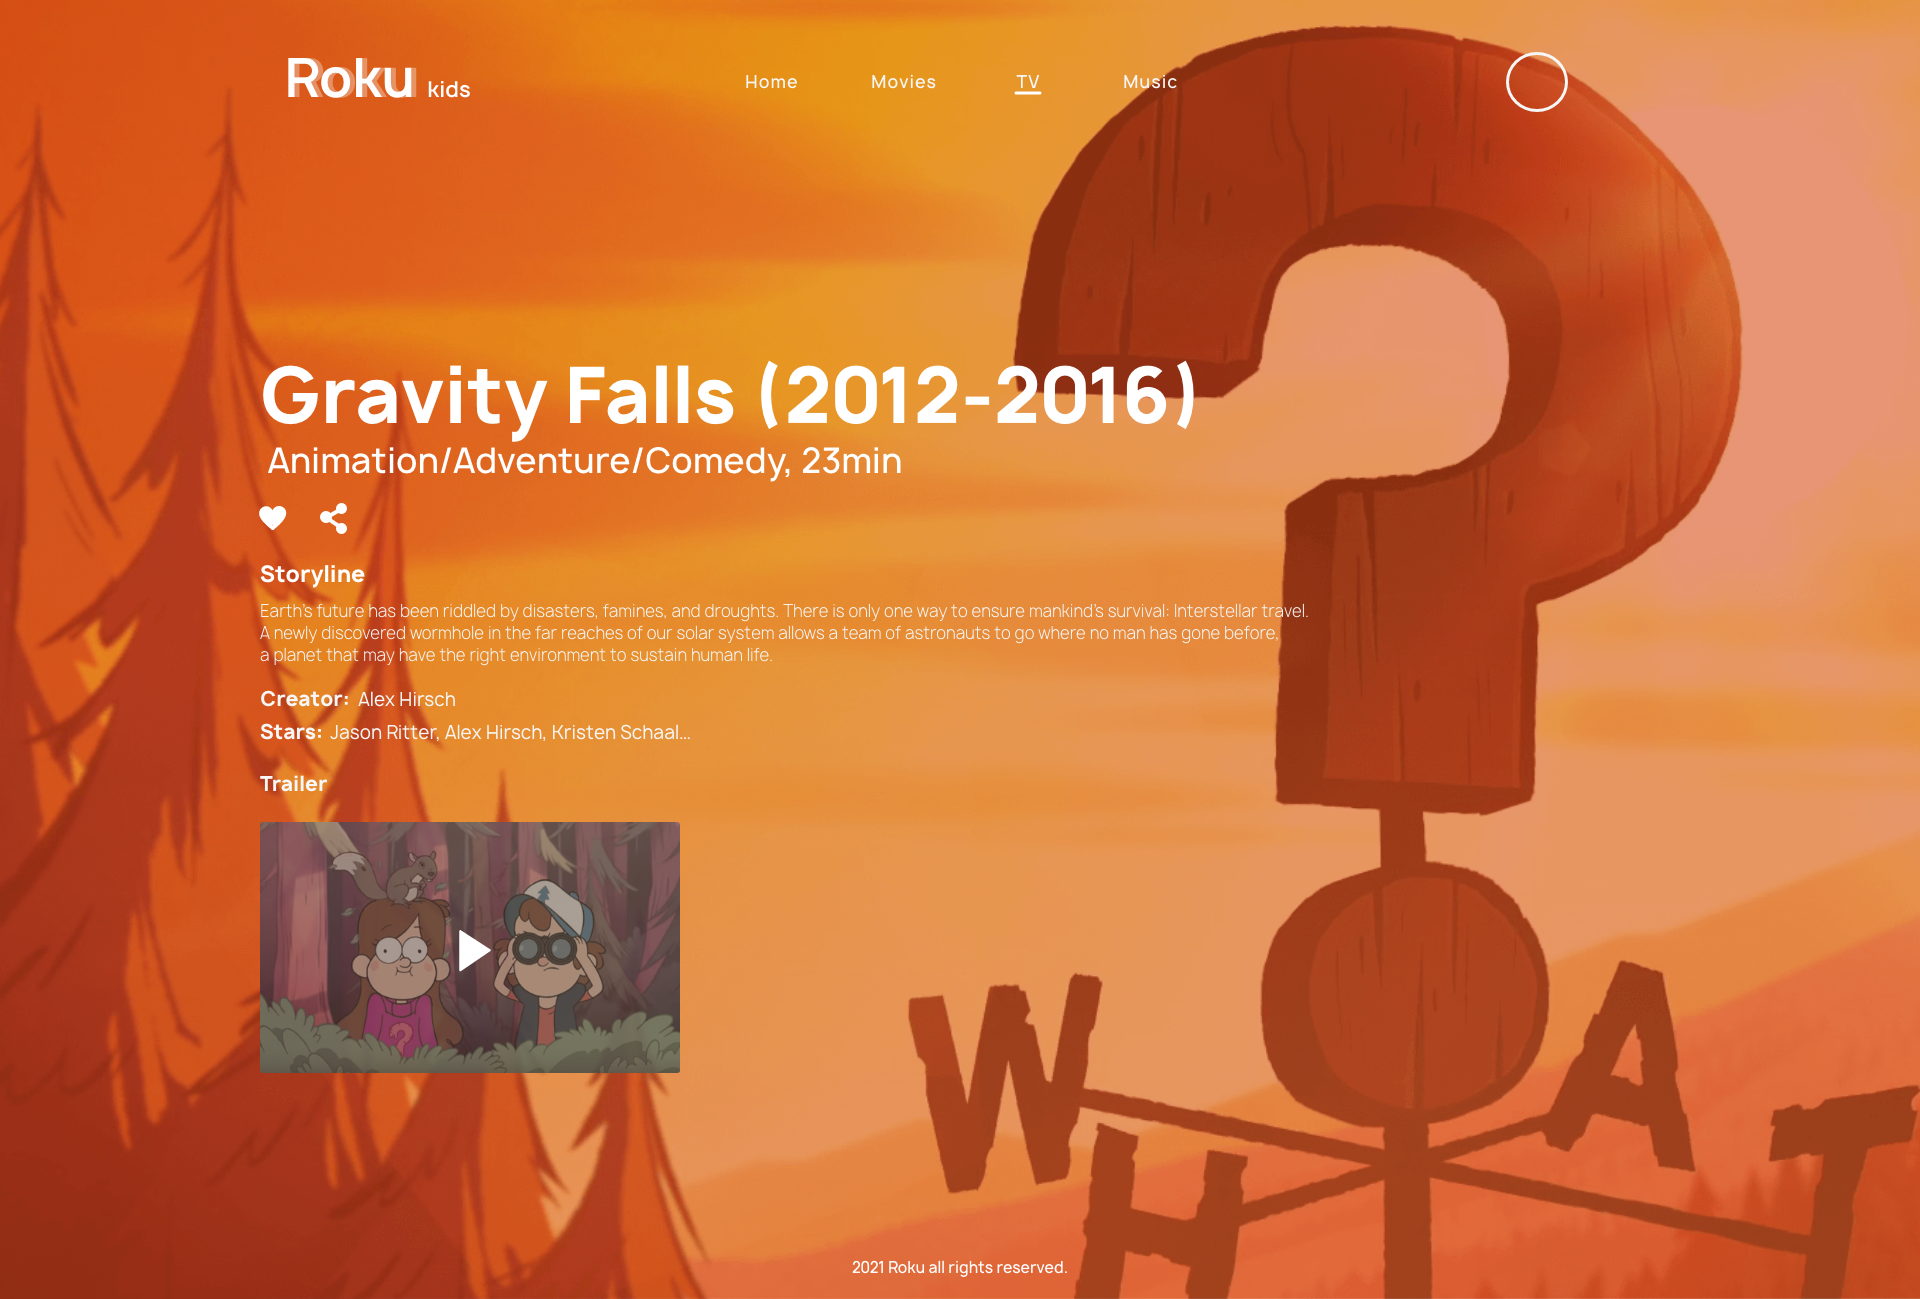 Roku kids
Home Movies TV Music
Gravity Falls (2012-2016)
Animation/Adventure/Comedy, 23min
Storyline
Earth's future has been riddled by disasters, famines, and droughts. There is only one way to ensure mankind's survival: Interstellar travel.
A newly discovered wormhole in the far reaches of our solar system allows a team of astronauts to go where no man has gone before,
a planet that may have the right environment to sustain human life.
Creator: Alex Hirsch
Stars: Jason Ritter, Alex Hirsch, Kristen Schaal...
Trailer
?
?
W H A T
2021 Roku all rights reserved.